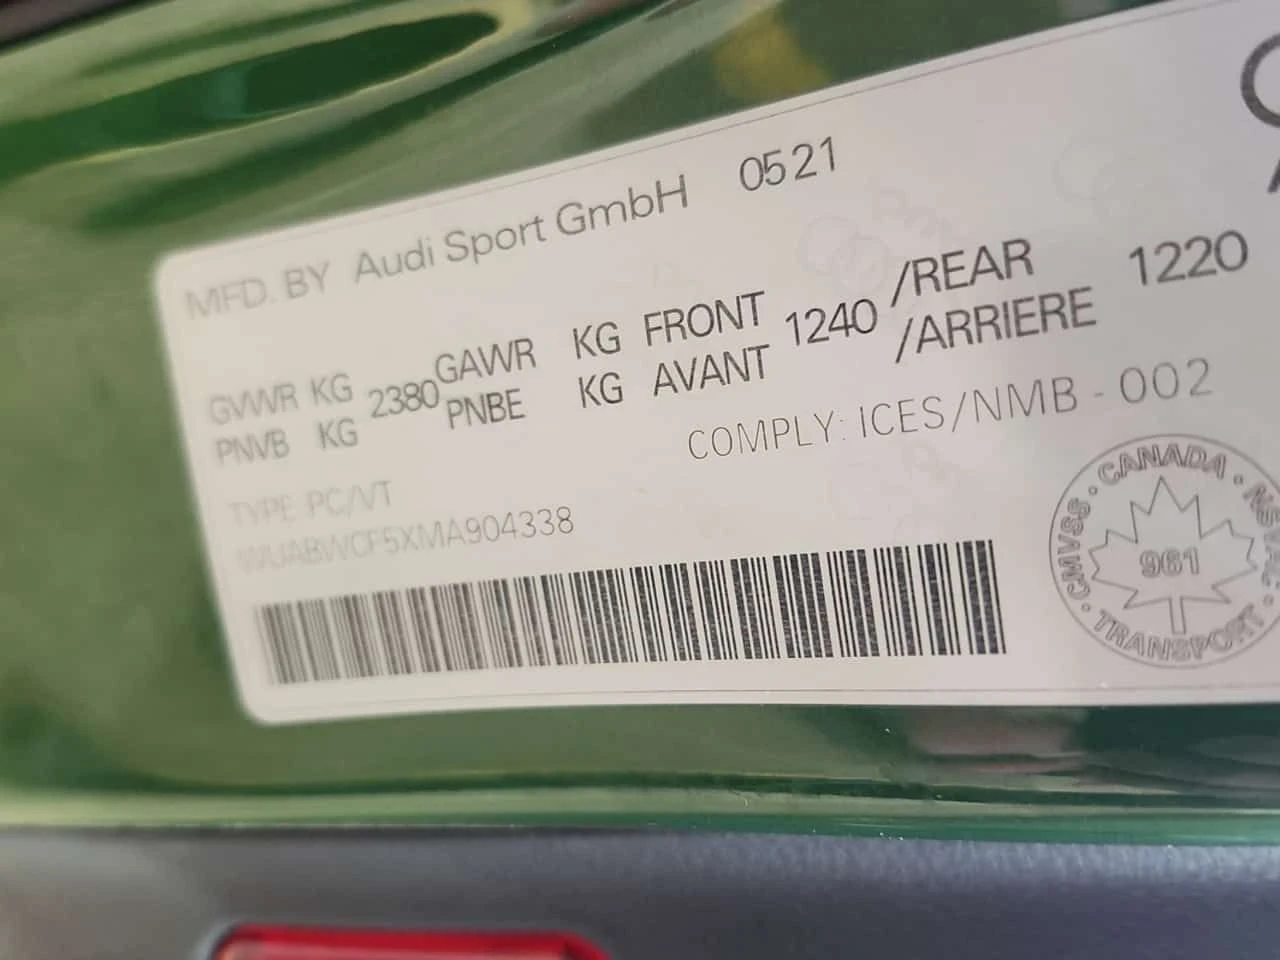 MFD. BY Audi Sport GmbH 0521
GVWR KG 2380 GAWR KG FRONT 1240 /REAR 1220
PNVB KG PNBE KG AVANT /ARRIERE
COMPLY: ICES/NMB - 002
TYPE: PC/VT
WUABWCF5XMA904338
CANADA
CMVSS
NSVAC
TRANSPORT
961